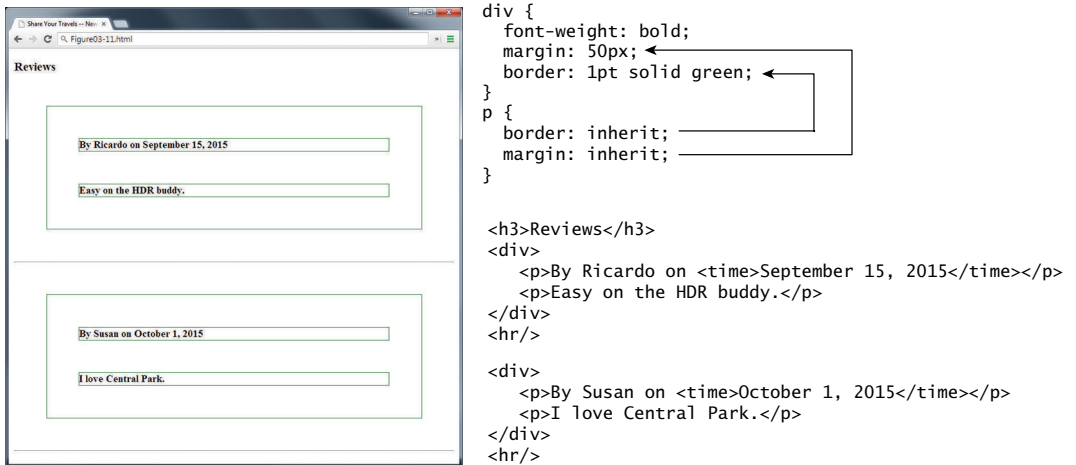 Share Your Travels -- New
Figure03-11.html
Reviews
By Ricardo on September 15, 2015
Easy on the HDR buddy.
By Susan on October 1, 2015
I love Central Park.
div {
font-weight: bold;
margin: 50px;
border: 1pt solid green;
}
p {
border: inherit;
margin: inherit;
}
<h3>Reviews</h3>
<div>
<p>By Ricardo on <time>September 15, 2015</time></p>
<p>Easy on the HDR buddy.</p>
</div>
<hr/>
<div>
<p>By Susan on <time>October 1, 2015</time></p>
<p>I love Central Park.</p>
</div>
<hr/>